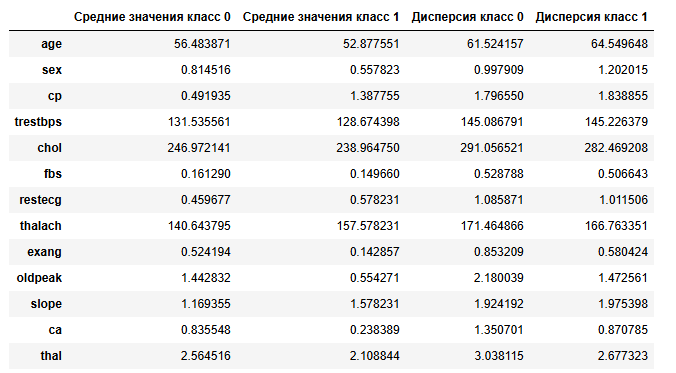 Средние значения класс 0 Средние значения класс 1 Дисперсия класс 0 Дисперсия класс 1
age 56.483871 52.877551 61.524157 64.549648
sex 0.814516 0.557823 0.997909 1.202015
cp 0.491935 1.387755 1.796550 1.838855
trestbps 131.535561 128.674398 145.086791 145.226379
chol 246.972141 238.964750 291.056521 282.469208
fbs 0.161290 0.149660 0.528788 0.506643
restecg 0.459677 0.578231 1.085871 1.011506
thalach 140.643795 157.578231 171.464866 166.763351
exang 0.524194 0.142857 0.853209 0.580424
oldpeak 1.442832 0.554271 2.180039 1.472561
slope 1.169355 1.578231 1.924192 1.975398
ca 0.835548 0.238389 1.350701 0.870785
thal 2.564516 2.108844 3.038115 2.677323